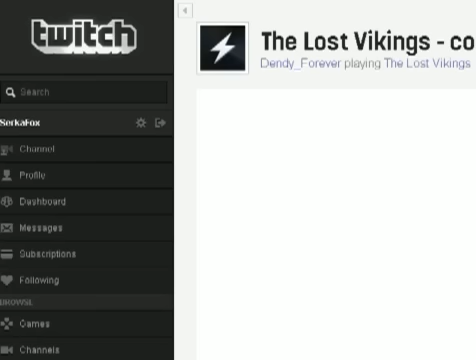 twitch
Search
SerkaFox
Channel
Profile
Dashboard
Messages
Subscriptions
Following
BROWSE
Games
Channels
The Lost Vikings - co
Dendy_Forever playing The Lost Vikings